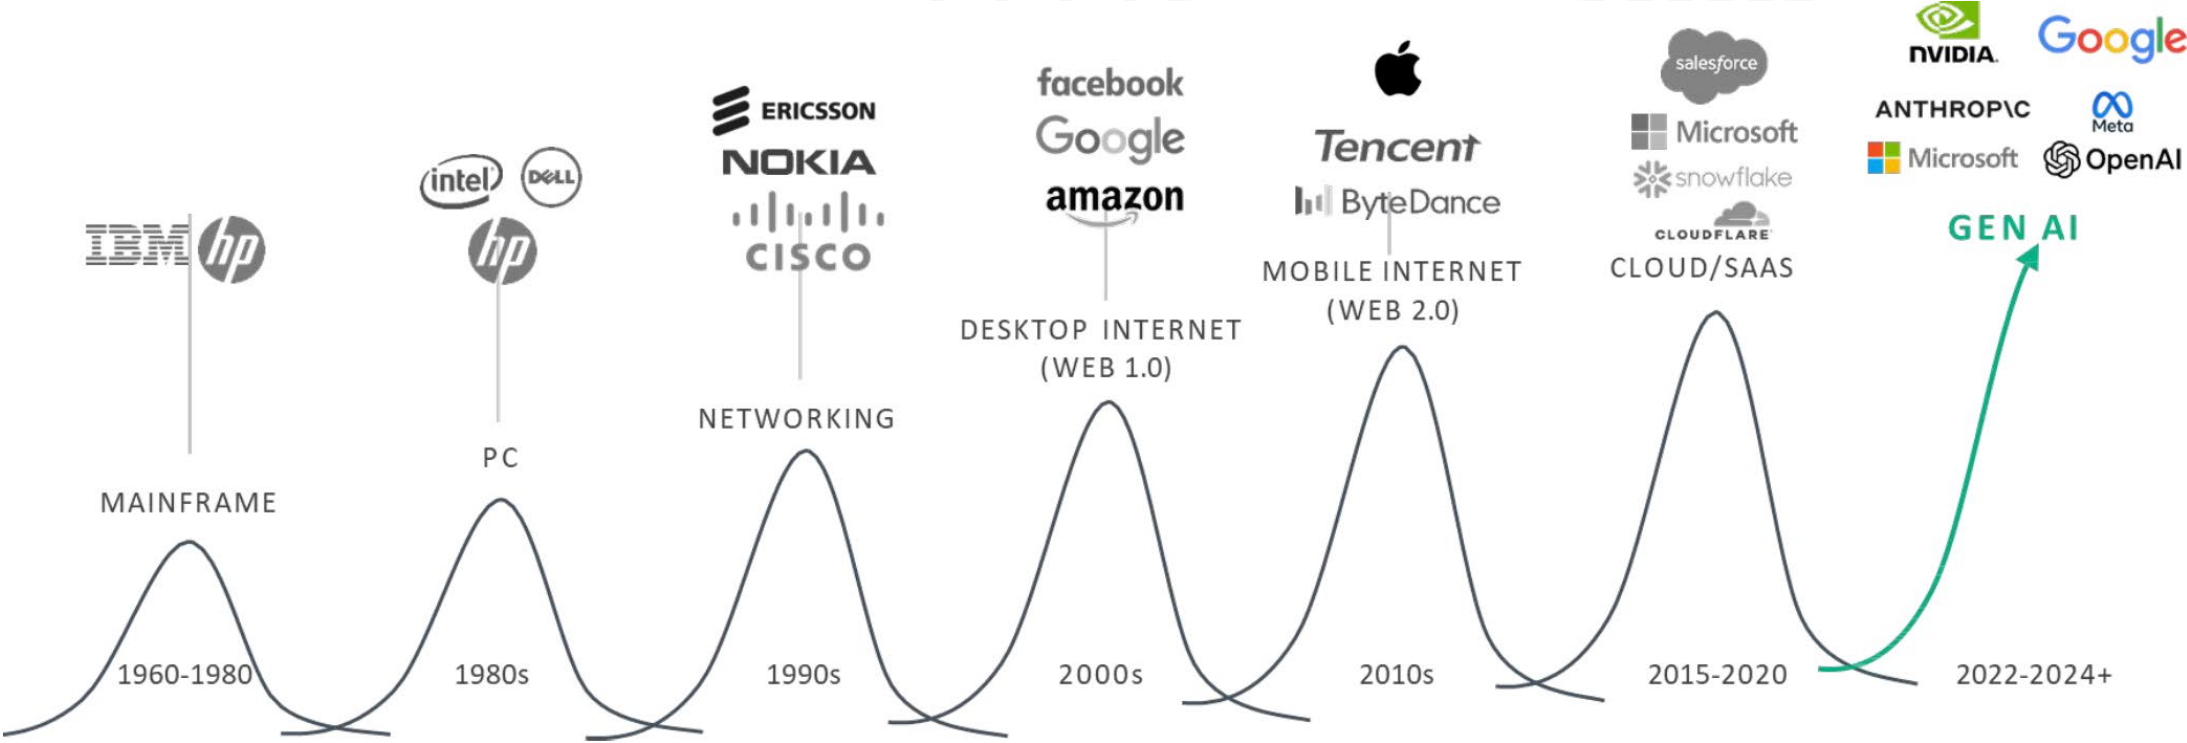 IBM hp
MAINFRAME
1960-1980
intel DELL
hp
PC
1980s
ERICSSON
NOKIA
CISCO
NETWORKING
1990s
facebook
Google
amazon
DESKTOP INTERNET
(WEB 1.0)
2000s
Tencent
ByteDance
MOBILE INTERNET
(WEB 2.0)
2010s
salesforce
Microsoft
snowflake
CLOUDFLARE
CLOUD/SAAS
2015-2020
NVIDIA. Google
ANTHROP\C Meta
Microsoft OpenAI
GEN AI
2022-2024+